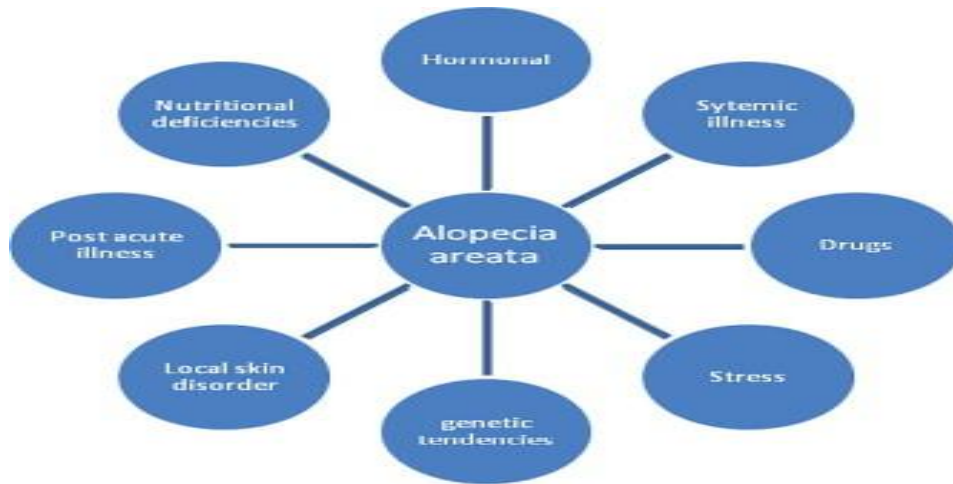 Hormonal
Sytemic
illness
Drugs
Stress
genetic
tendencies
Local skin
disorder
Post acute
illness
Nutritional
deficiencies
Alopecia
areata